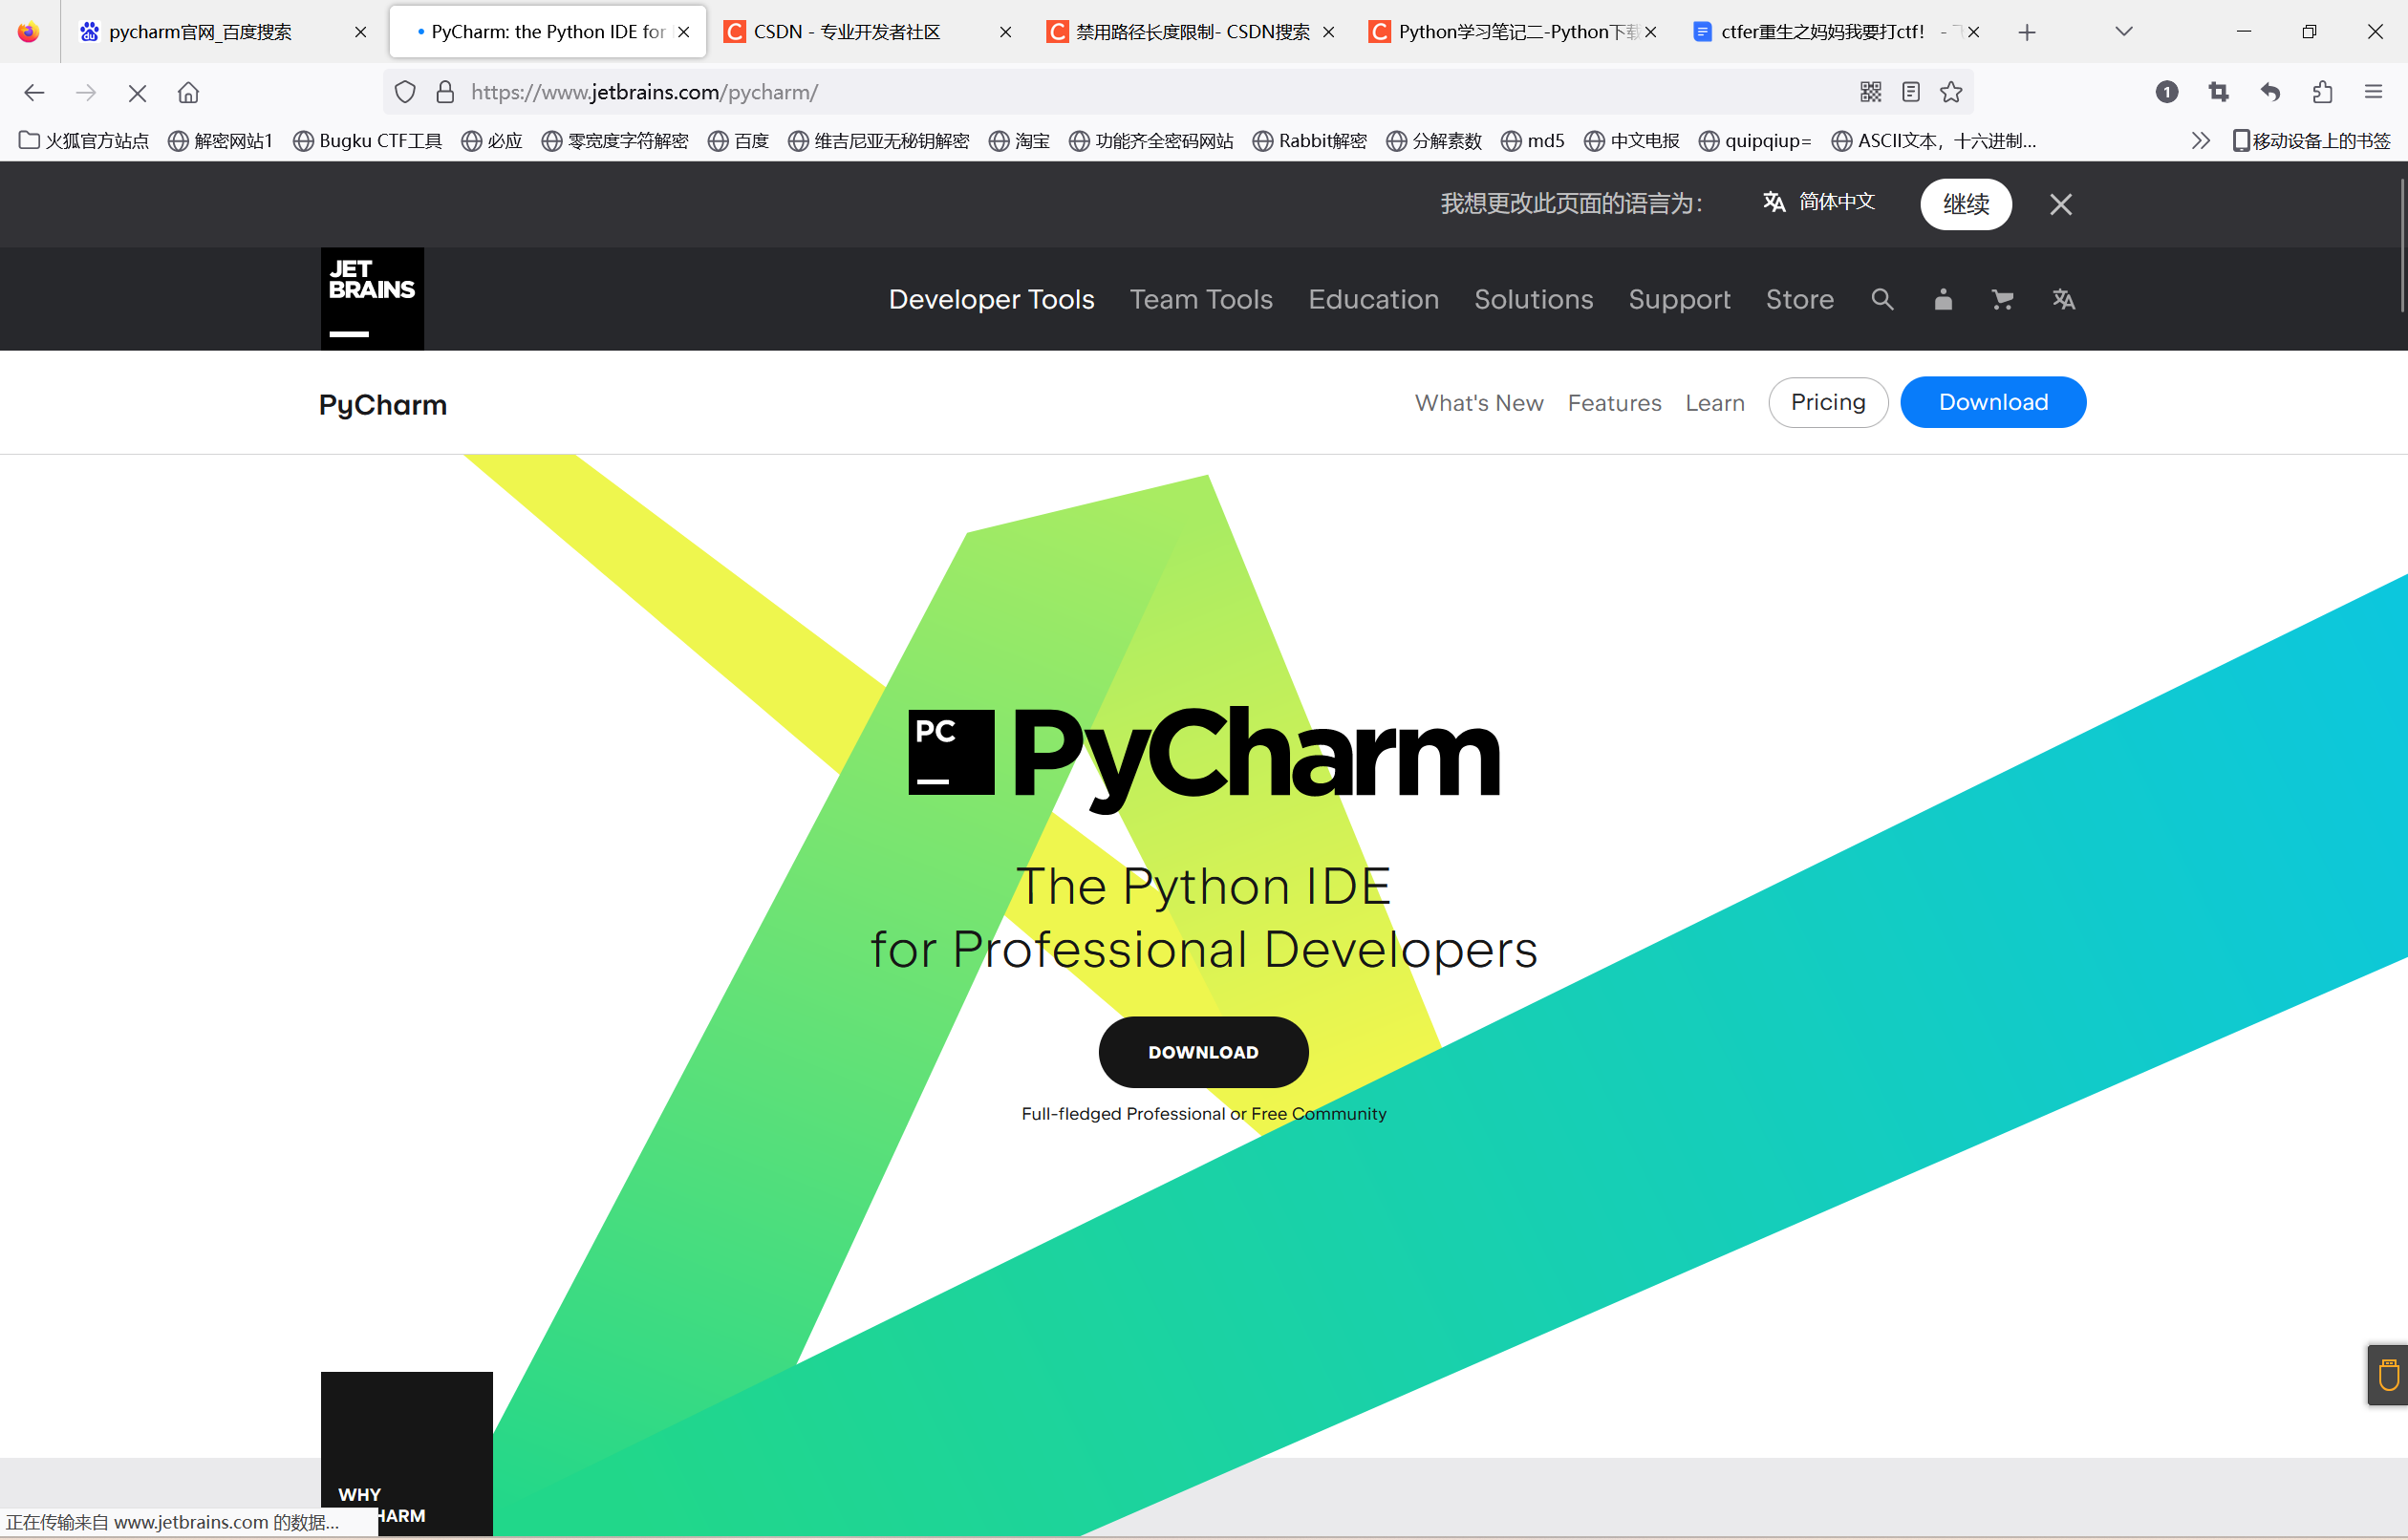 pycharm官网_百度搜索
PyCharm: the Python IDE for
CSDN - 专业开发者社区
禁用路径长度限制- CSDN搜索
Python学习笔记二-Python下载
ctfer重生之妈妈我要打ctf! -
https://www.jetbrains.com/pycharm/
1
火狐官方站点
解密网站1
Bugku CTF工具
必应
零宽度字符解密
百度
维吉尼亚无秘钥解密
淘宝
功能齐全密码网站
Rabbit解密
分解素数
md5
中文电报
quipqiup=
ASCII文本，十六进制...
移动设备上的书签
我想更改此页面的语言为：
简体中文
继续
JET
BRAINS
Developer Tools
Team Tools
Education
Solutions
Support
Store
PyCharm
What's New
Features
Learn
Pricing
Download
PC
PyCharm
The Python IDE
for Professional Developers
DOWNLOAD
Full-fledged Professional or Free Community
WHY
HARM
正在传输来自 www.jetbrains.com 的数据...